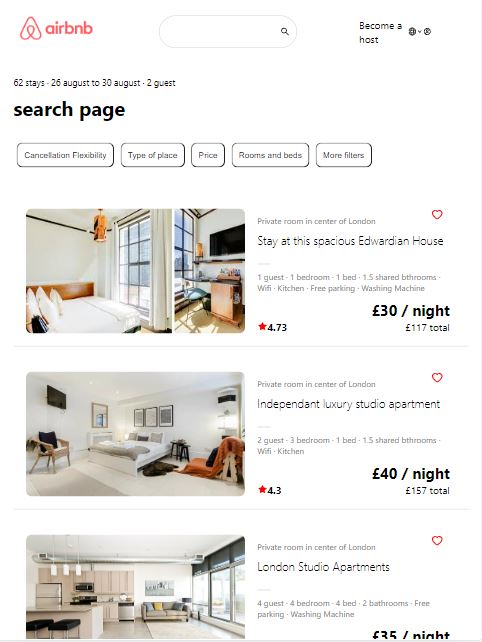 airbnb
Become a
host
62 stays · 26 august to 30 august · 2 guest
search page
Cancellation Flexibility
Type of place
Price
Rooms and beds
More filters
Private room in center of London
Stay at this spacious Edwardian House
1 guest · 1 bedroom · 1 bed · 1.5 shared bthrooms ·
Wifi · Kitchen · Free parking · Washing Machine
£30 / night
4.73
£117 total
Private room in center of London
Independant luxury studio apartment
2 guest · 3 bedroom · 1 bed · 1.5 shared bthrooms ·
Wifi · Kitchen
£40 / night
4.3
£157 total
Private room in center of London
London Studio Apartments
4 guest · 4 bedroom · 4 bed · 2 bathrooms · Free
parking · Washing Machine
£35 / night